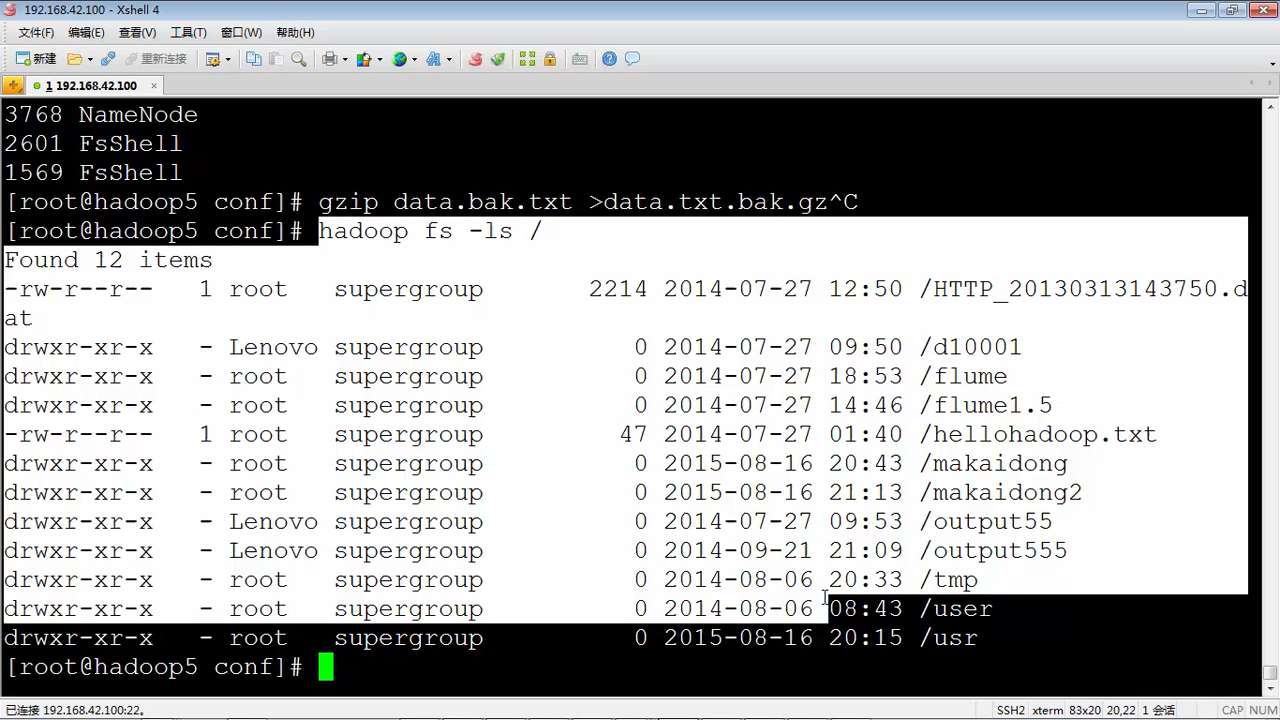 192.168.42.100 - Xshell 4
文件(F) 编辑(E) 查看(V) 工具(T) 窗口(W) 帮助(H)
新建 重新连接
1 192.168.42.100
3768 NameNode
2601 FsShell
1569 FsShell
[root@hadoop5 conf]# gzip data.bak.txt >data.txt.bak.gz^C
[root@hadoop5 conf]# hadoop fs -ls /
Found 12 items
-rw-r--r--   1 root   supergroup       2214 2014-07-27 12:50 /HTTP_20130313143750.d
at
drwxr-xr-x   - Lenovo supergroup          0 2014-07-27 09:50 /d10001
drwxr-xr-x   - root   supergroup          0 2014-07-27 18:53 /flume
drwxr-xr-x   - root   supergroup          0 2014-07-27 14:46 /flume1.5
-rw-r--r--   1 root   supergroup         47 2014-07-27 01:40 /hellohadoop.txt
drwxr-xr-x   - root   supergroup          0 2015-08-16 20:43 /makaidong
drwxr-xr-x   - root   supergroup          0 2015-08-16 21:13 /makaidong2
drwxr-xr-x   - Lenovo supergroup          0 2014-07-27 09:53 /output55
drwxr-xr-x   - Lenovo supergroup          0 2014-09-21 21:09 /output555
drwxr-xr-x   - root   supergroup          0 2014-08-06 20:33 /tmp
drwxr-xr-x   - root   supergroup          0 2014-08-06 08:43 /user
drwxr-xr-x   - root   supergroup          0 2015-08-16 20:15 /usr
[root@hadoop5 conf]#
已连接 192.168.42.100:22。 SSH2 xterm 83x20 20,22 1 会话 CAP NUM